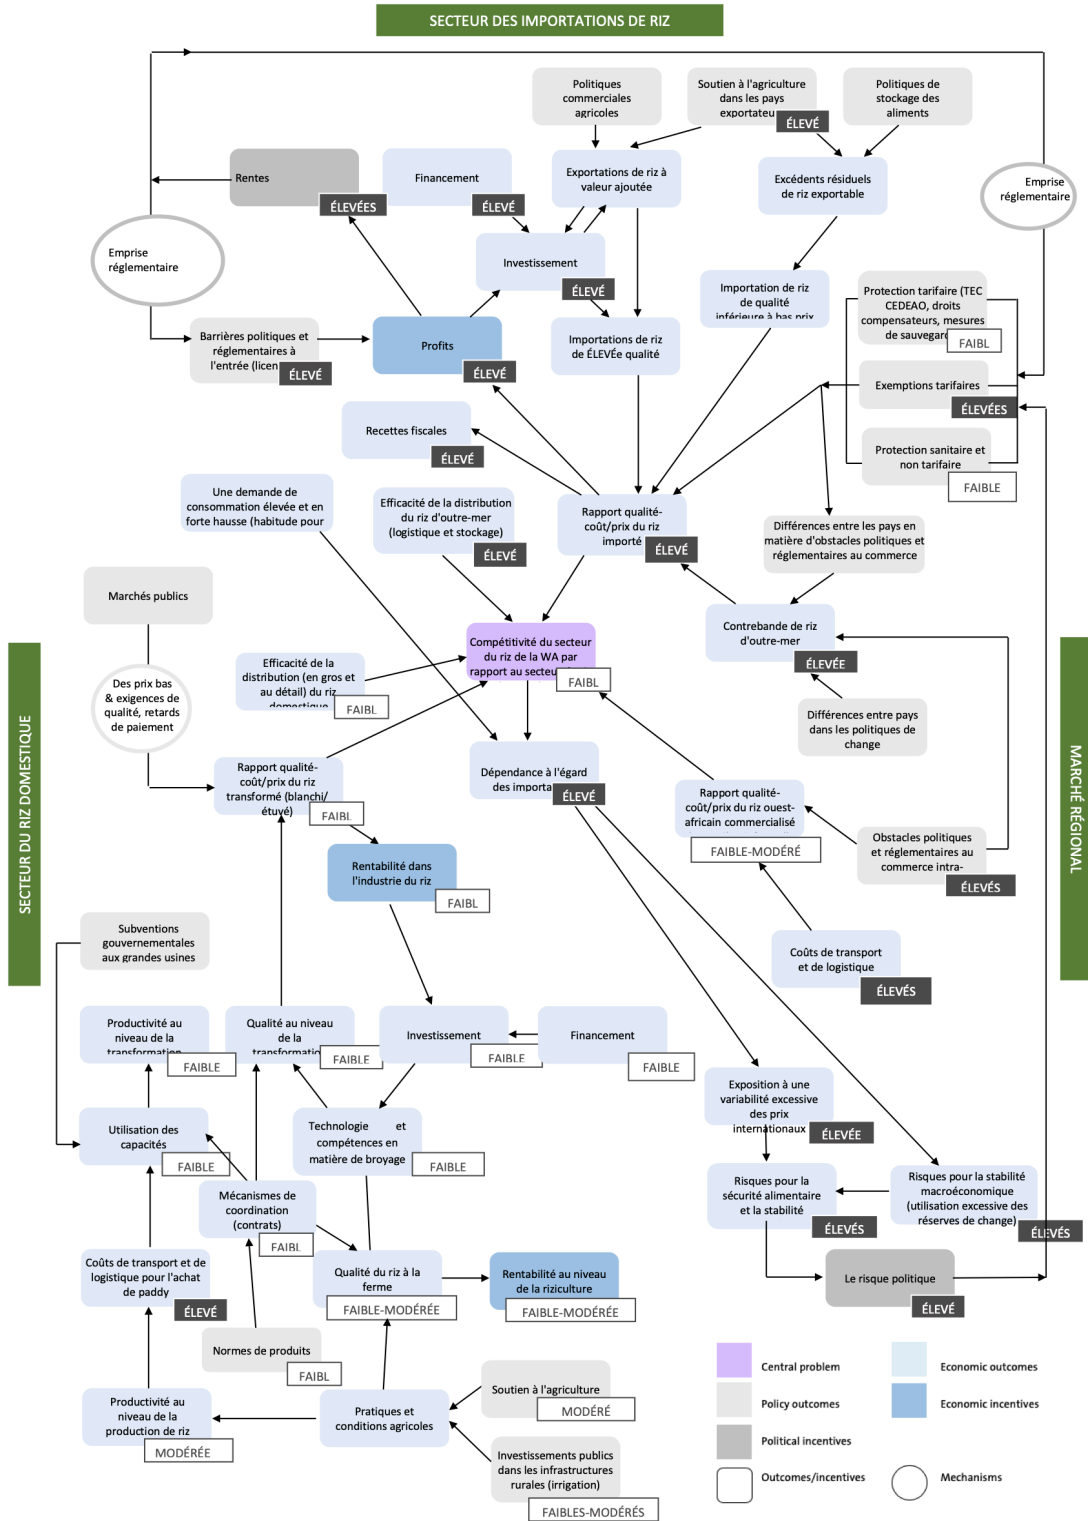 SECTEUR DES IMPORTATIONS DE RIZ
Politiques
commerciales
agricoles
Soutien à l'agriculture
dans les pays
exportateu
ÉLEVÉ
Politiques de
stockage des
aliments
Rentes
ÉLEVÉES
Financement
ÉLEVÉ
Exportations de riz à
valeur ajoutée
Excédents résiduels
de riz exportable
Emprise
réglementaire
Emprise
réglementaire
Investissement
ÉLEVÉ
Importation de riz
de qualité
inférieure à bas prix
Protection tarifaire (TEC
CEDEAO, droits
compensateurs, mesures
de sauvegard
FAIBL
Barrières politiques et
réglementaires à
l'entrée (licen
ÉLEVÉ
Profits
ÉLEVÉ
Importations de riz
de ÉLEVÉe qualité
Exemptions tarifaires
ÉLEVÉES
Recettes fiscales
ÉLEVÉ
Protection sanitaire et
non tarifaire
FAIBLE
Une demande de
consommation élevée et en
forte hausse (habitude pour
Efficacité de la distribution
du riz d'outre-mer
(logistique et stockage)
ÉLEVÉ
Rapport qualité-
coût/prix du riz
importé
ÉLEVÉ
Différences entre les pays en
matière d'obstacles politiques et
réglementaires au commerce
Marchés publics
Contrebande de riz
d'outre-mer
ÉLEVÉE
Compétitivité du secteur
du riz de la WA par
rapport au secteur
FAIBL
SECTEUR DU RIZ DOMESTIQUE
MARCHÉ RÉGIONAL
Efficacité de la
distribution (en gros et
au détail) du riz
domestique
FAIBL
Des prix bas
& exigences de
qualité, retards
de paiement
Différences entre pays
dans les politiques de
change
Rapport qualité-
coût/prix du riz
transformé (blanchi/
étuvé)
FAIBL
Dépendance à l'égard
des importa
ÉLEVÉ
Rapport qualité-
coût/prix du riz ouest-
africain commercialisé
FAIBLE-MODÉRÉ
Obstacles politiques
et réglementaires au
commerce intra-
ÉLEVÉS
Rentabilité dans
l'industrie du riz
FAIBL
Subventions
gouvernementales
aux grandes usines
Coûts de transport
et de logistique
ÉLEVÉS
Productivité au
niveau de la
transformation
FAIBLE
Qualité au niveau
de la
transformation
FAIBLE
Investissement
FAIBLE
Financement
FAIBLE
Exposition à une
variabilité excessive
des prix
internationaux
ÉLEVÉE
Utilisation des
capacités
FAIBLE
Technologie et
compétences en
matière de broyage
FAIBLE
Mécanismes de
coordination
(contrats)
FAIBL
Risques pour la
sécurité alimentaire
et la stabilité
ÉLEVÉS
Risques pour la stabilité
macroéconomique
(utilisation excessive des
réserves de change)
ÉLEVÉS
Coûts de transport et de
logistique pour l'achat
de paddy
ÉLEVÉ
Qualité du riz à la
ferme
FAIBLE-MODÉRÉE
Rentabilité au niveau
de la riziculture
FAIBLE-MODÉRÉE
Le risque politique
ÉLEVÉ
Normes de produits
FAIBL
Productivité au
niveau de la
production de riz
MODÉRÉE
Pratiques et
conditions agricoles
Soutien à l'agriculture
MODÉRÉ
Investissements publics
dans les infrastructures
rurales (irrigation)
FAIBLES-MODÉRÉS
Central problem
Economic outcomes
Policy outcomes
Economic incentives
Political incentives
Outcomes/incentives
Mechanisms